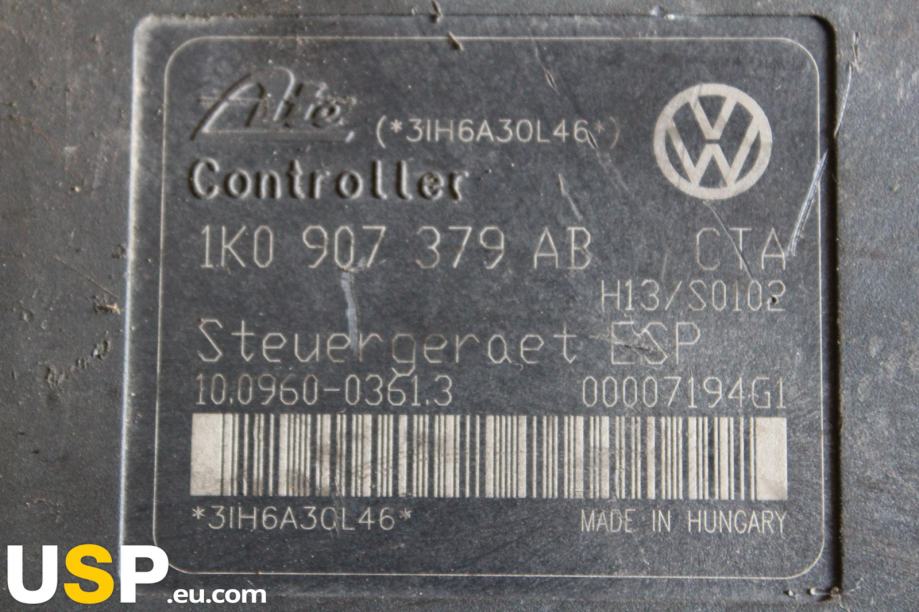 Ate (*3IH6A30L46*)
Controller
1K0 907 379 AB CTA
H13/S0102
Steuergeraet ESP
10.0960-0361.3 00007194G1
*3IH6A30L46* MADE IN HUNGARY
USP.eu.com